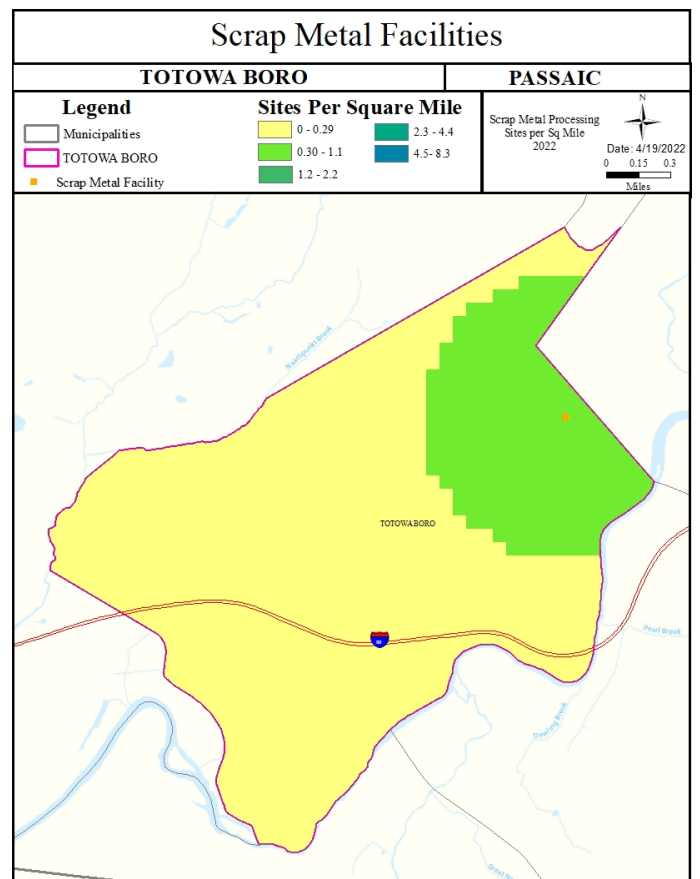 Scrap Metal Facilities
TOTOWA BORO
PASSAIC
Legend
Municipalities
TOTOWA BORO
Scrap Metal Facility
Sites Per Square Mile
0 - 0.29
0.30 - 1.1
1.2 - 2.2
2.3 - 4.4
4.5- 8.3
Scrap Metal Processing
Sites per Sq Mile
2022
N
Date: 4/19/2022
0 0.15 0.3
Miles
Naachpunkt Brook
TOTOWA BORO
80
Pearl Brook
Dowling Brook